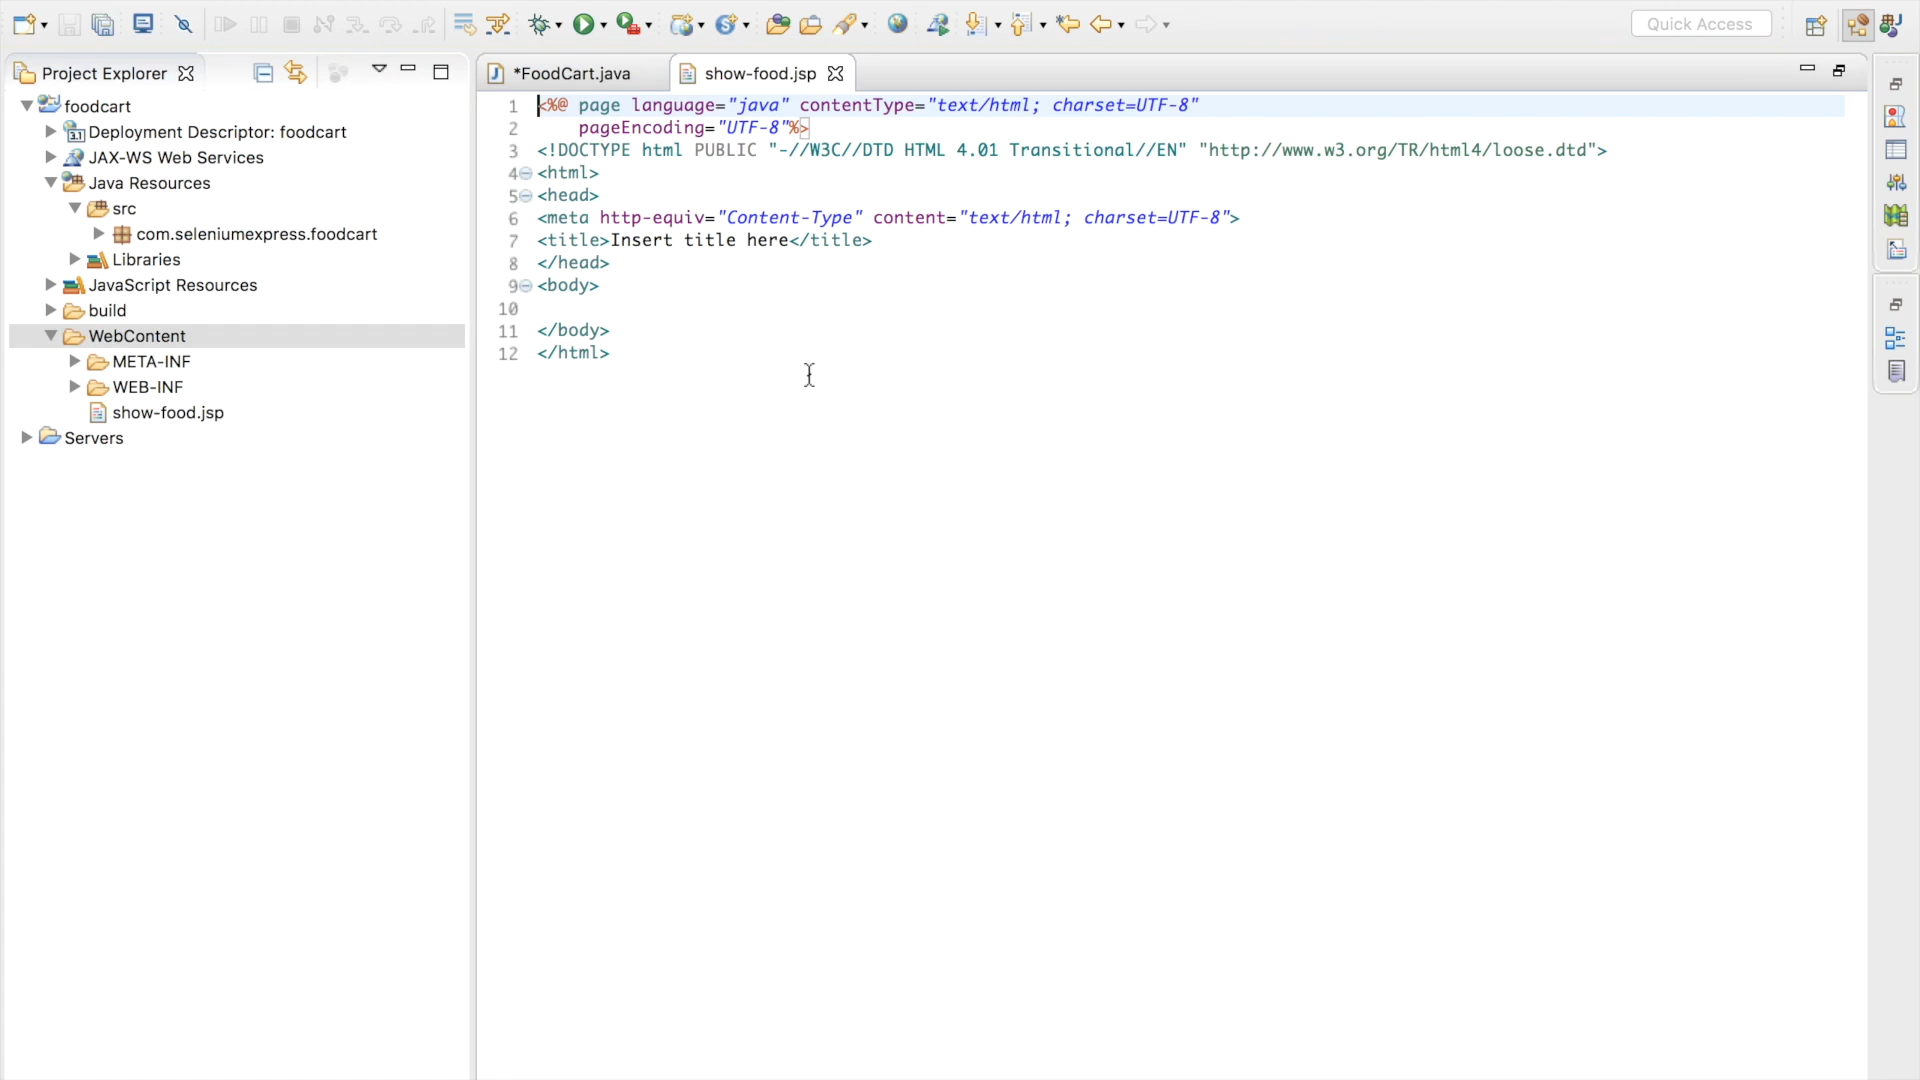 Quick Access
Project Explorer
foodcart
3.1 Deployment Descriptor: foodcart
JAX-WS Web Services
Java Resources
src
com.seleniumexpress.foodcart
Libraries
JavaScript Resources
build
WebContent
META-INF
WEB-INF
show-food.jsp
Servers
J *FoodCart.java
show-food.jsp
1 <%@ page language="java" contentType="text/html; charset=UTF-8"
2 pageEncoding="UTF-8"%>
3 <!DOCTYPE html PUBLIC "-//W3C//DTD HTML 4.01 Transitional//EN" "http://www.w3.org/TR/html4/loose.dtd">
4 <html>
5 <head>
6 <meta http-equiv="Content-Type" content="text/html; charset=UTF-8">
7 <title>Insert title here</title>
8 </head>
9 <body>
10
11 </body>
12 </html>